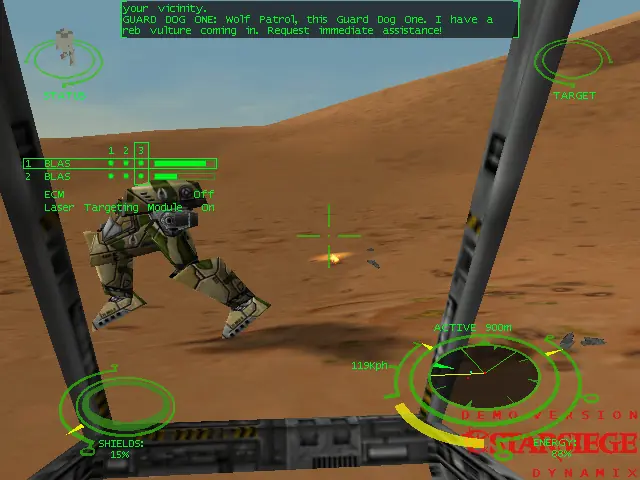 your vicinity.
GUARD DOG ONE: Wolf Patrol, this Guard Dog One. I have a
reb vulture coming in. Request immediate assistance!
STATUS
TARGET
1 2 3
1 BLAS
2 BLAS
ECM Off
Laser Targeting Module On
ACTIVE 900m
119kph
DEMO VERSION
STARSIEGE
DYNAMIX
SHIELDS:
15%
ENERGY: